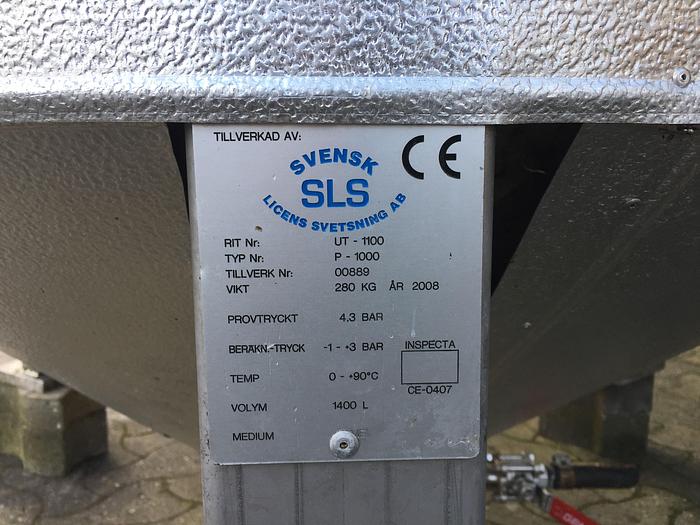 TILLVERKAD AV:
CE
SVENSK
SLS
LICENS SVETSNING AB
RIT Nr: UT - 1100
TYP Nr: P - 1000
TILLVERK Nr: 00889
VIKT 280 KG ÅR 2008
PROVTRYCKT 4,3 BAR
BERÄKN.-TRYCK -1 - +3 BAR INSPECTA
TEMP 0 - +90°C
CE-0407
VOLYM 1400 L
MEDIUM